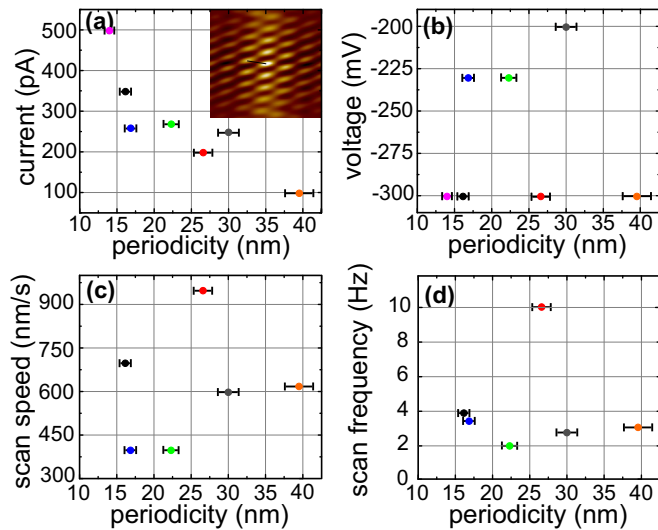 (a)
500
400
300
200
100
current (pA)
10 15 20 25 30 35 40
periodicity (nm)
(b)
-200
-225
-250
-275
-300
voltage (mV)
10 15 20 25 30 35 40
periodicity (nm)
(c)
900
750
600
450
300
scan speed (nm/s)
10 15 20 25 30 35 40
periodicity (nm)
(d)
10
8
6
4
2
0
scan frequency (Hz)
10 15 20 25 30 35 40
periodicity (nm)